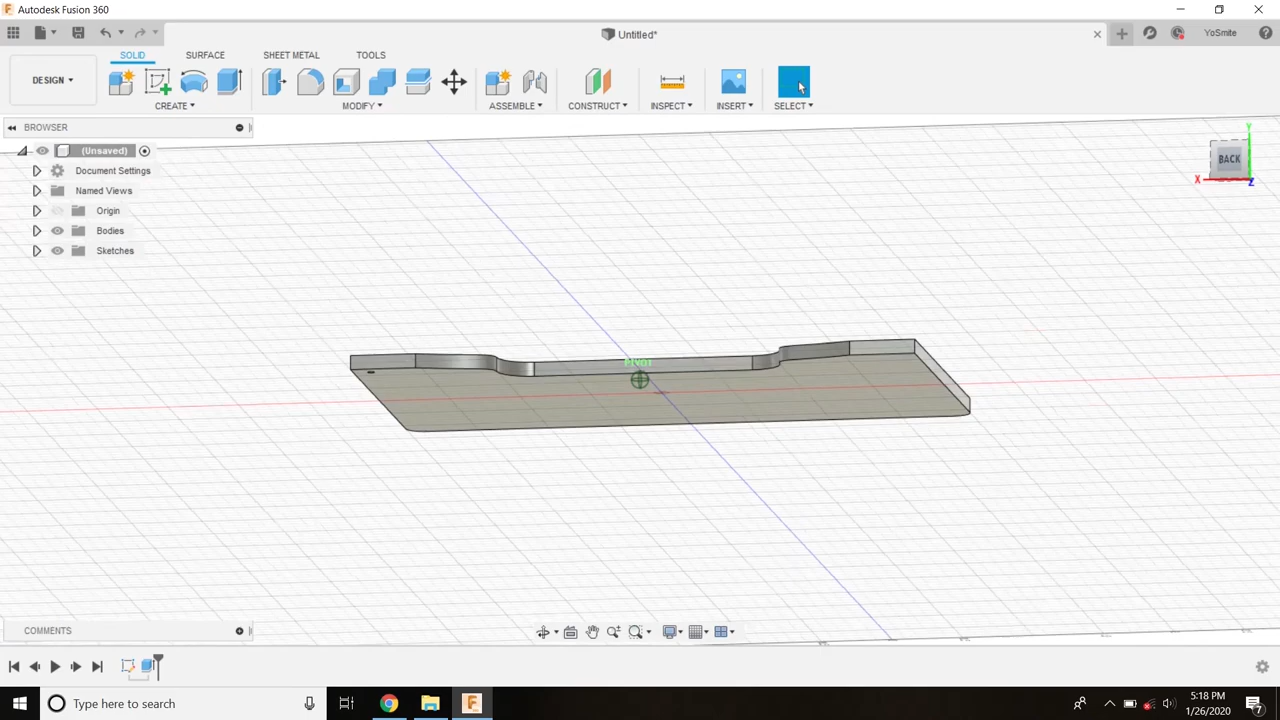 Autodesk Fusion 360
Untitled*
YoSmite
SOLID SURFACE SHEET METAL TOOLS
DESIGN
CREATE MODIFY ASSEMBLE CONSTRUCT INSPECT INSERT SELECT
BROWSER
(Unsaved)
Document Settings
Named Views
Origin
Bodies
Sketches
Y
BACK
X
Z
PIVOT
COMMENTS
Type here to search
5:18 PM
1/26/2020
7